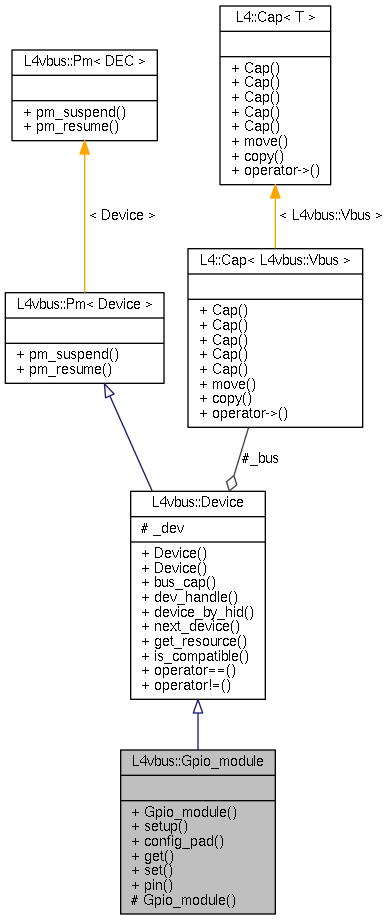 L4::Cap< T >
+ Cap()
+ Cap()
+ Cap()
+ Cap()
+ Cap()
+ move()
+ copy()
+ operator->()
L4vbus::Pm< DEC >
+ pm_suspend()
+ pm_resume()
< Device >
< L4vbus::Vbus >
L4::Cap< L4vbus::Vbus >
+ Cap()
+ Cap()
+ Cap()
+ Cap()
+ Cap()
+ move()
+ copy()
+ operator->()
L4vbus::Pm< Device >
+ pm_suspend()
+ pm_resume()
#_bus
L4vbus::Device
# _dev
+ Device()
+ Device()
+ bus_cap()
+ dev_handle()
+ device_by_hid()
+ next_device()
+ get_resource()
+ is_compatible()
+ operator==()
+ operator!=()
L4vbus::Gpio_module
+ Gpio_module()
+ setup()
+ config_pad()
+ get()
+ set()
+ pin()
# Gpio_module()